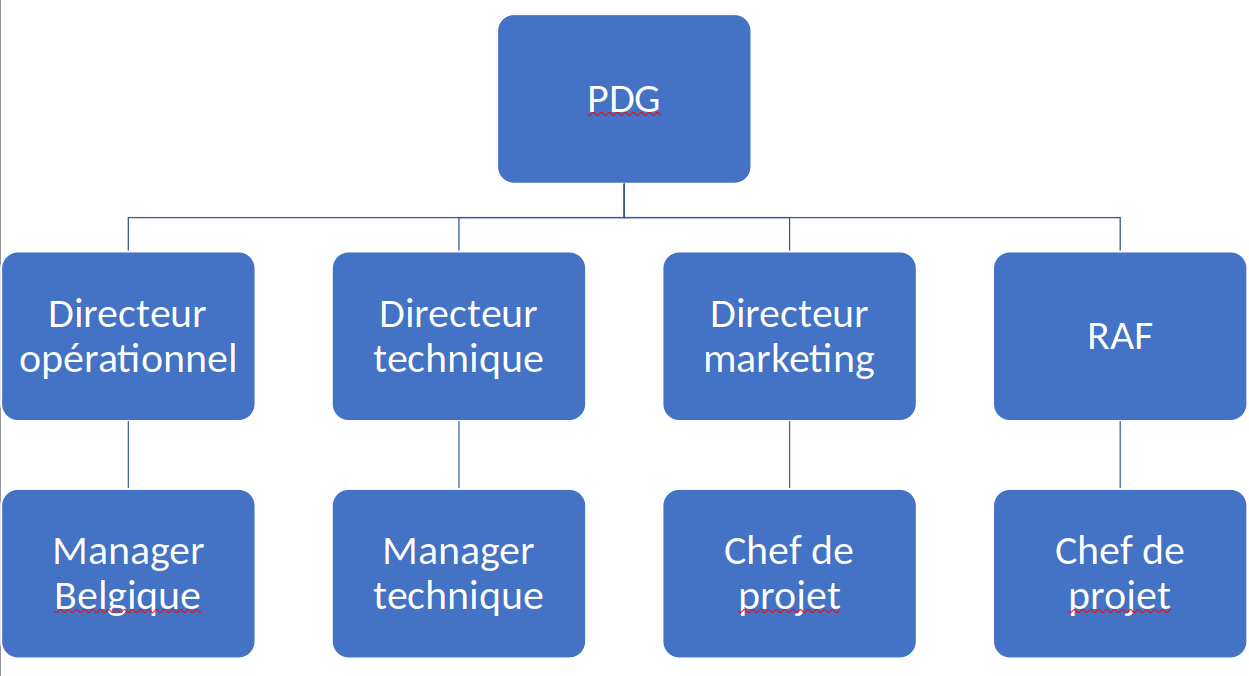 PDG
Directeur
opérationnel
Directeur
technique
Directeur
marketing
RAF
Manager
Belgique
Manager
technique
Chef de
projet
Chef de
projet